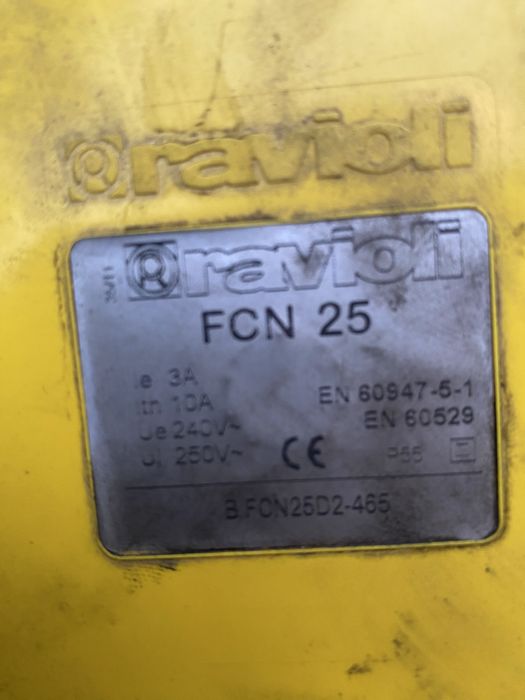 ravioli
ravioli
FCN 25
Ie 3A
Ith 10A
EN 60947-5-1
Ue 240V~
EN 60529
Ui 250V~
CE
IP55
B.FCN25D2-465